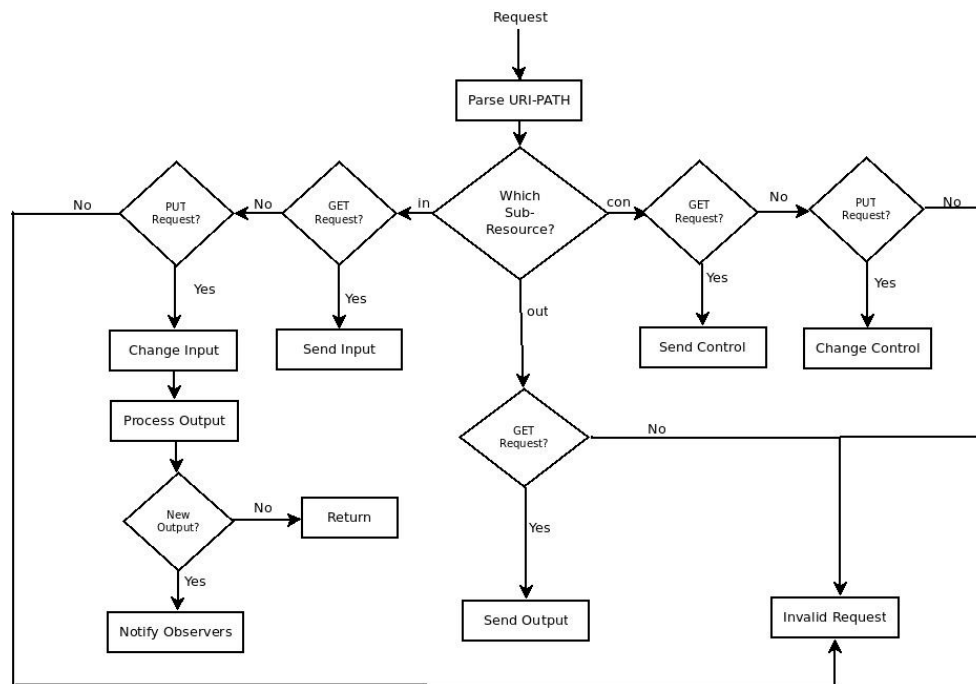 Request
Parse URI-PATH
Which
Sub-
Resource?
in
con
out
GET
Request?
No
PUT
Request?
No
Yes
Send Input
Yes
Change Input
Process Output
New
Output?
No
Return
Yes
Notify Observers
GET
Request?
No
Yes
Send Output
GET
Request?
No
PUT
Request?
No
Yes
Send Control
Yes
Change Control
Invalid Request